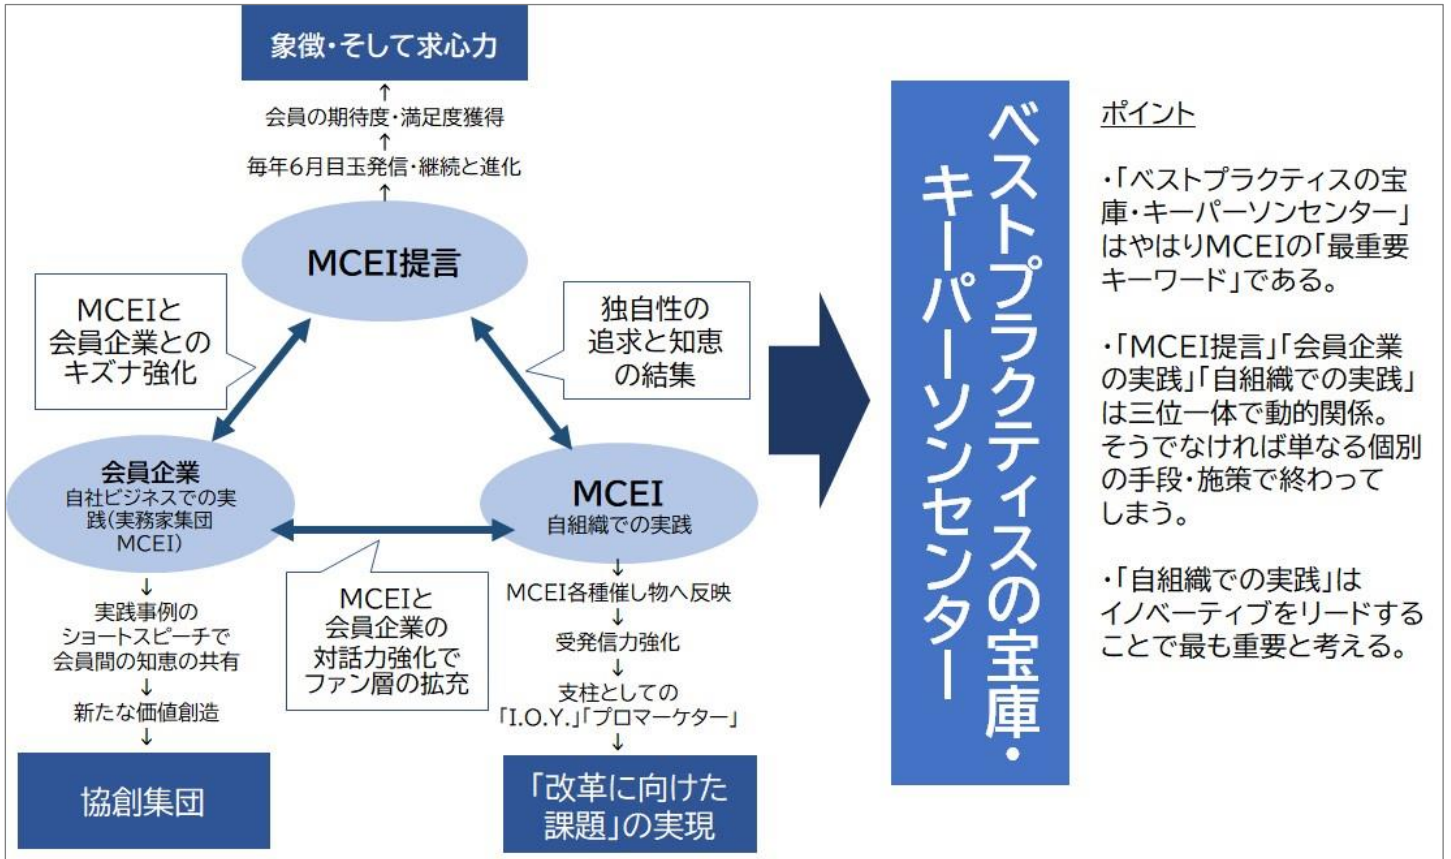 象徴・そして求心力
↑
会員の期待度・満足度獲得
↑
毎年6月目玉発信・継続と進化
↑
MCEI提言
MCEIと
会員企業との
キズナ強化
独自性の
追求と知恵
の結集
会員企業
自社ビジネスでの実
践(実務家集団
MCEI)
MCEI
自組織での実践
MCEIと
会員企業の
対話力強化で
ファン層の拡充
↓
実践事例の
ショートスピーチで
会員間の知恵の共有
↓
新たな価値創造
↓
協創集団
↓
MCEI各種催し物へ反映
↓
受発信力強化
↓
支柱としての
「I.O.Y.」「プロマーケター」
↓
「改革に向けた
課題」の実現
ベストプラクティスの宝庫・
キーパーソンセンター
ポイント
・「ベストプラクティスの宝
庫・キーパーソンセンター」
はやはりMCEIの「最重要
キーワード」である。
・「MCEI提言」「会員企業
の実践」「自組織での実践」
は三位一体で動的関係。
そうでなければ単なる個別
の手段・施策で終わって
しまう。
・「自組織での実践」は
イノベーティブをリードする
ことで最も重要と考える。